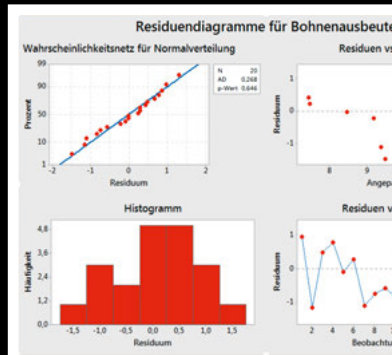 Residuendiagramme für Bohnenausbeute
Wahrscheinlichkeitsnetz für Normalverteilung
99
90
50
10
1
Prozent
-2 -1 0 1 2
Residuum
N 20
AD 0,268
p-Wert 0,646
Residuen vs
1
0
-1
Residuum
8 9
Angepa
Histogramm
4,8
3,6
2,4
1,2
0,0
Häufigkeit
-1,5 -1,0 -0,5 0,0 0,5 1,0 1,5
Residuum
Residuen v
1
0
-1
Residuum
2 4 6 8
Beobachtu